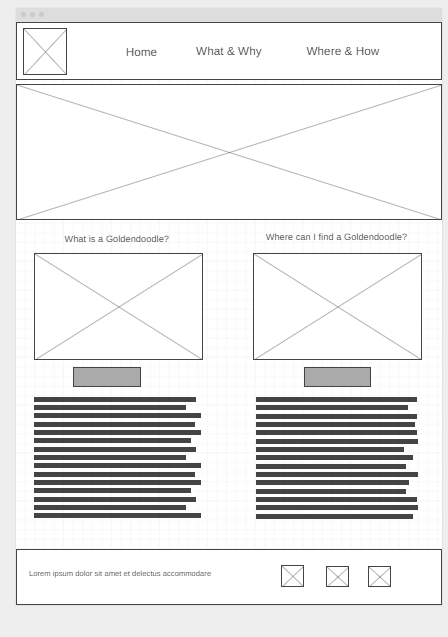 Home
What & Why
Where & How
What is a Goldendoodle?
Where can I find a Goldendoodle?
Lorem ipsum dolor sit amet et delectus accommodare